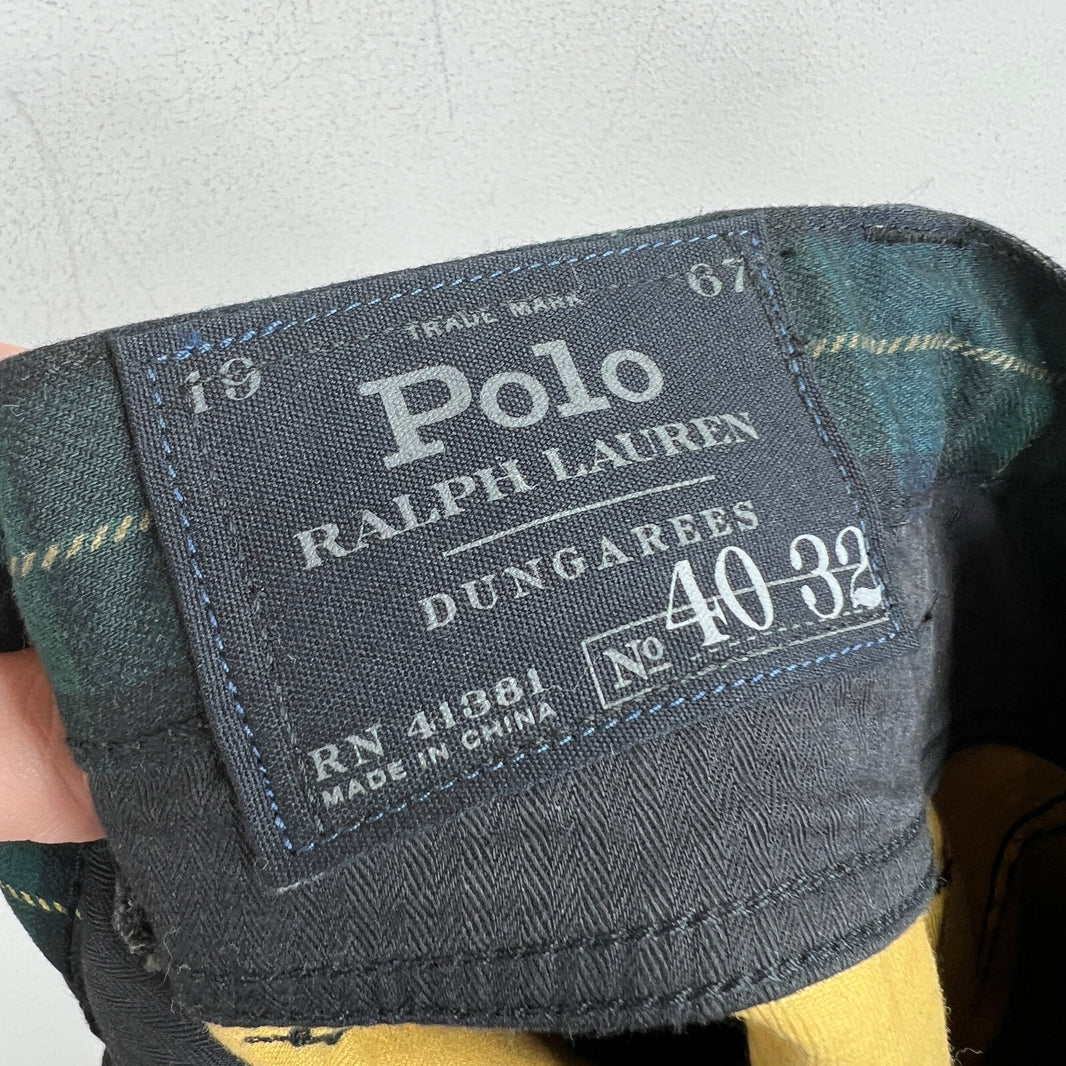 TRADE MARK
19 67
Polo
RALPH LAUREN
DUNGAREES
No 40-32
RN 41381
MADE IN CHINA